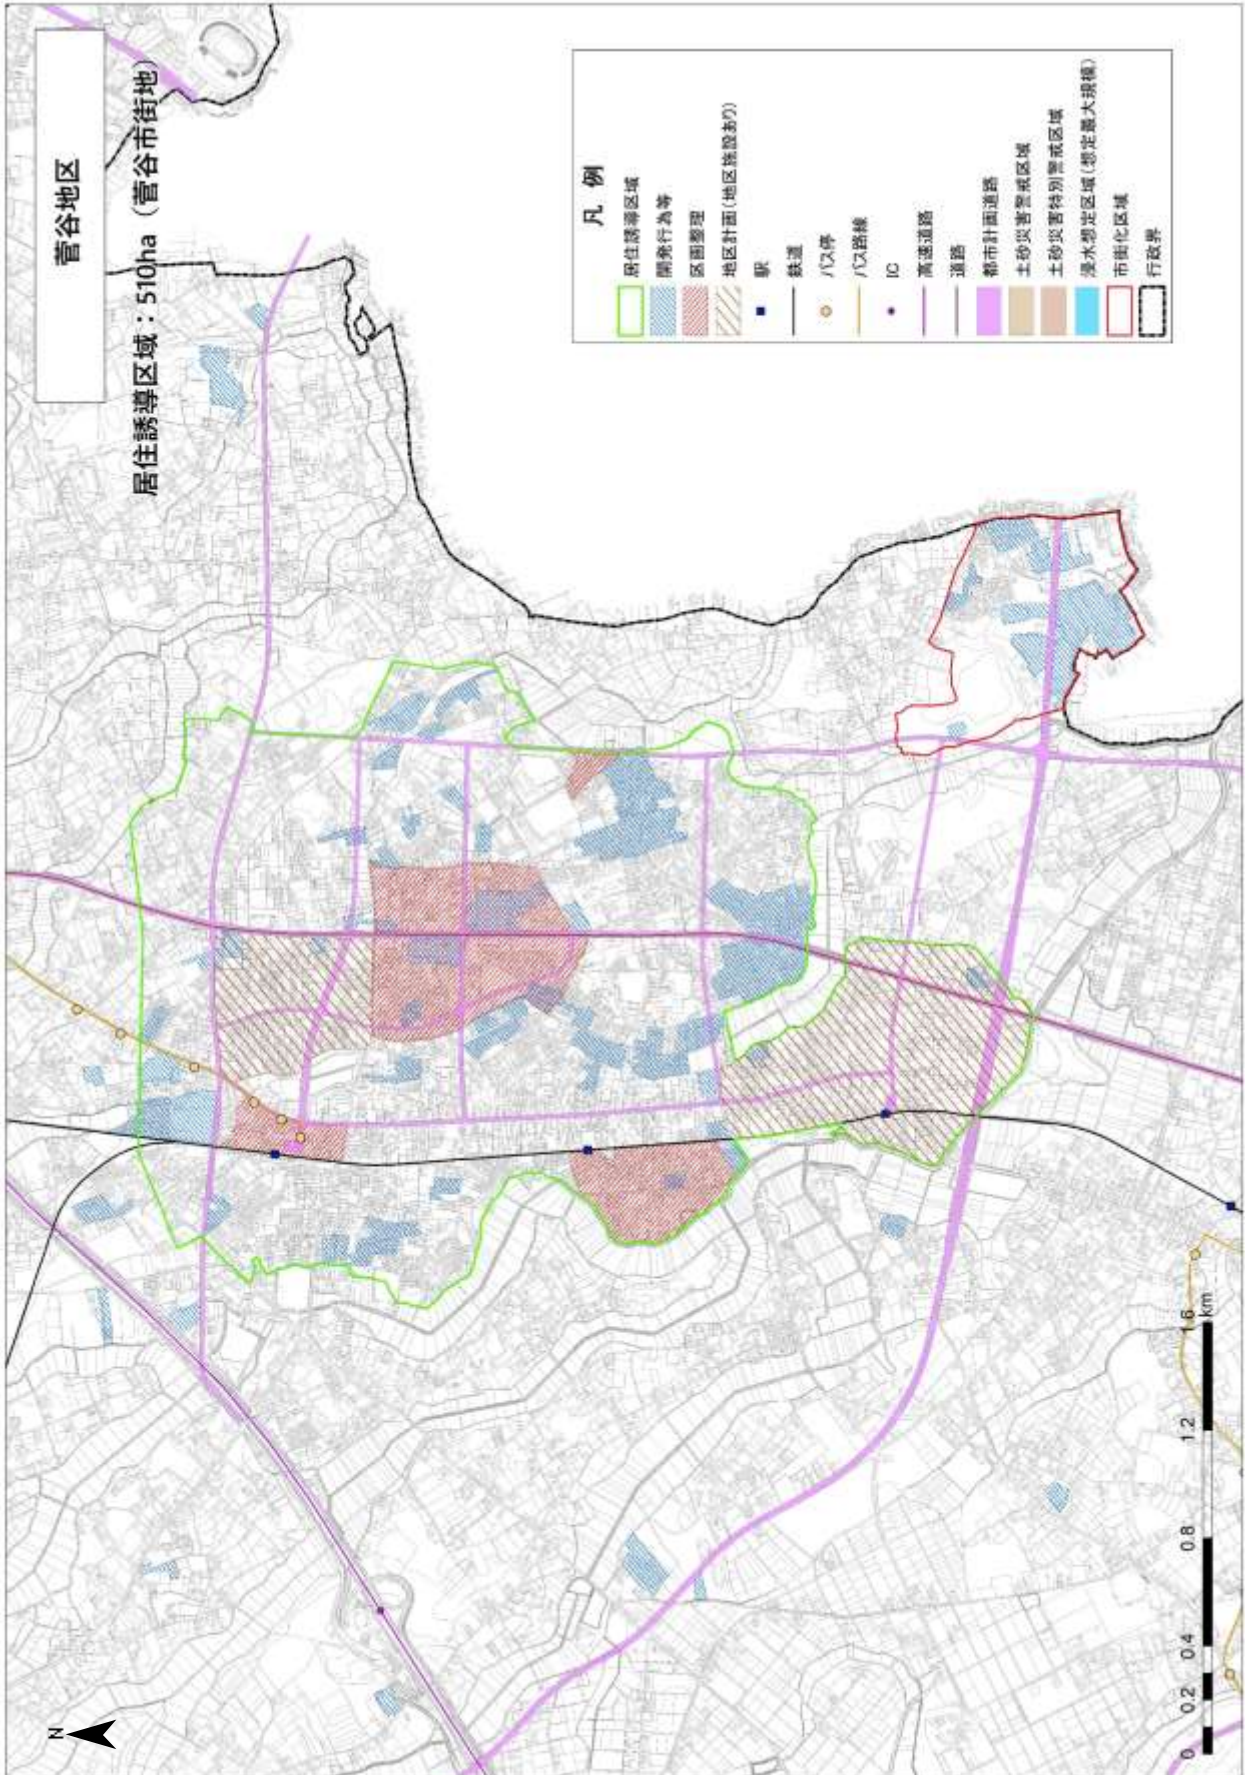 菅谷地区
居住誘導区域：510ha（菅谷市街地）
凡 例
居住誘導区域
開発行為等
区画整理
地区計画（地区施設あり）
駅
鉄道
バス停
バス路線
IC
高速道路
道路
都市計画道路
土砂災害警戒区域
土砂災害特別警戒区域
浸水想定区域（想定最大規模）
市街化区域
行政界
N
0 0.2 0.4 0.8 1.2 1.6
km